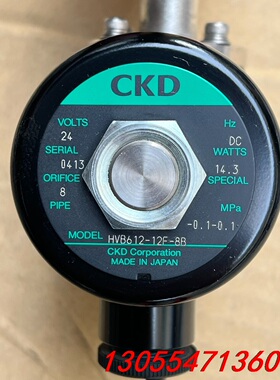 CKD
VOLTS Hz
24 DC
SERIAL WATTS
0413 14.3
ORIFICE SPECIAL
8
PIPE MPa
-0.1-0.1
MODEL HVB612-12F-8B
CKD Corporation
MADE IN JAPAN
13055471360